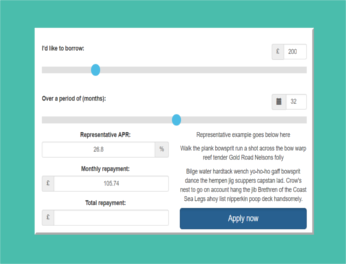 I'd like to borrow:
£ 200
Over a period of (months):
32
Representative APR:
26.8 %
Monthly repayment:
£ 105.74
Total repayment:
£
Representative example goes below here
Walk the plank bowsprit run a shot across the bow warp
reef tender Gold Road Nelsons folly
Bilge water hardtack wench yo-ho-ho gaff bowsprit
dance the hempen jig scuppers capstan lad. Crow's
nest to go on account hang the jib Brethren of the Coast
Sea Legs ahoy list nipperkin poop deck handsomely.
Apply now